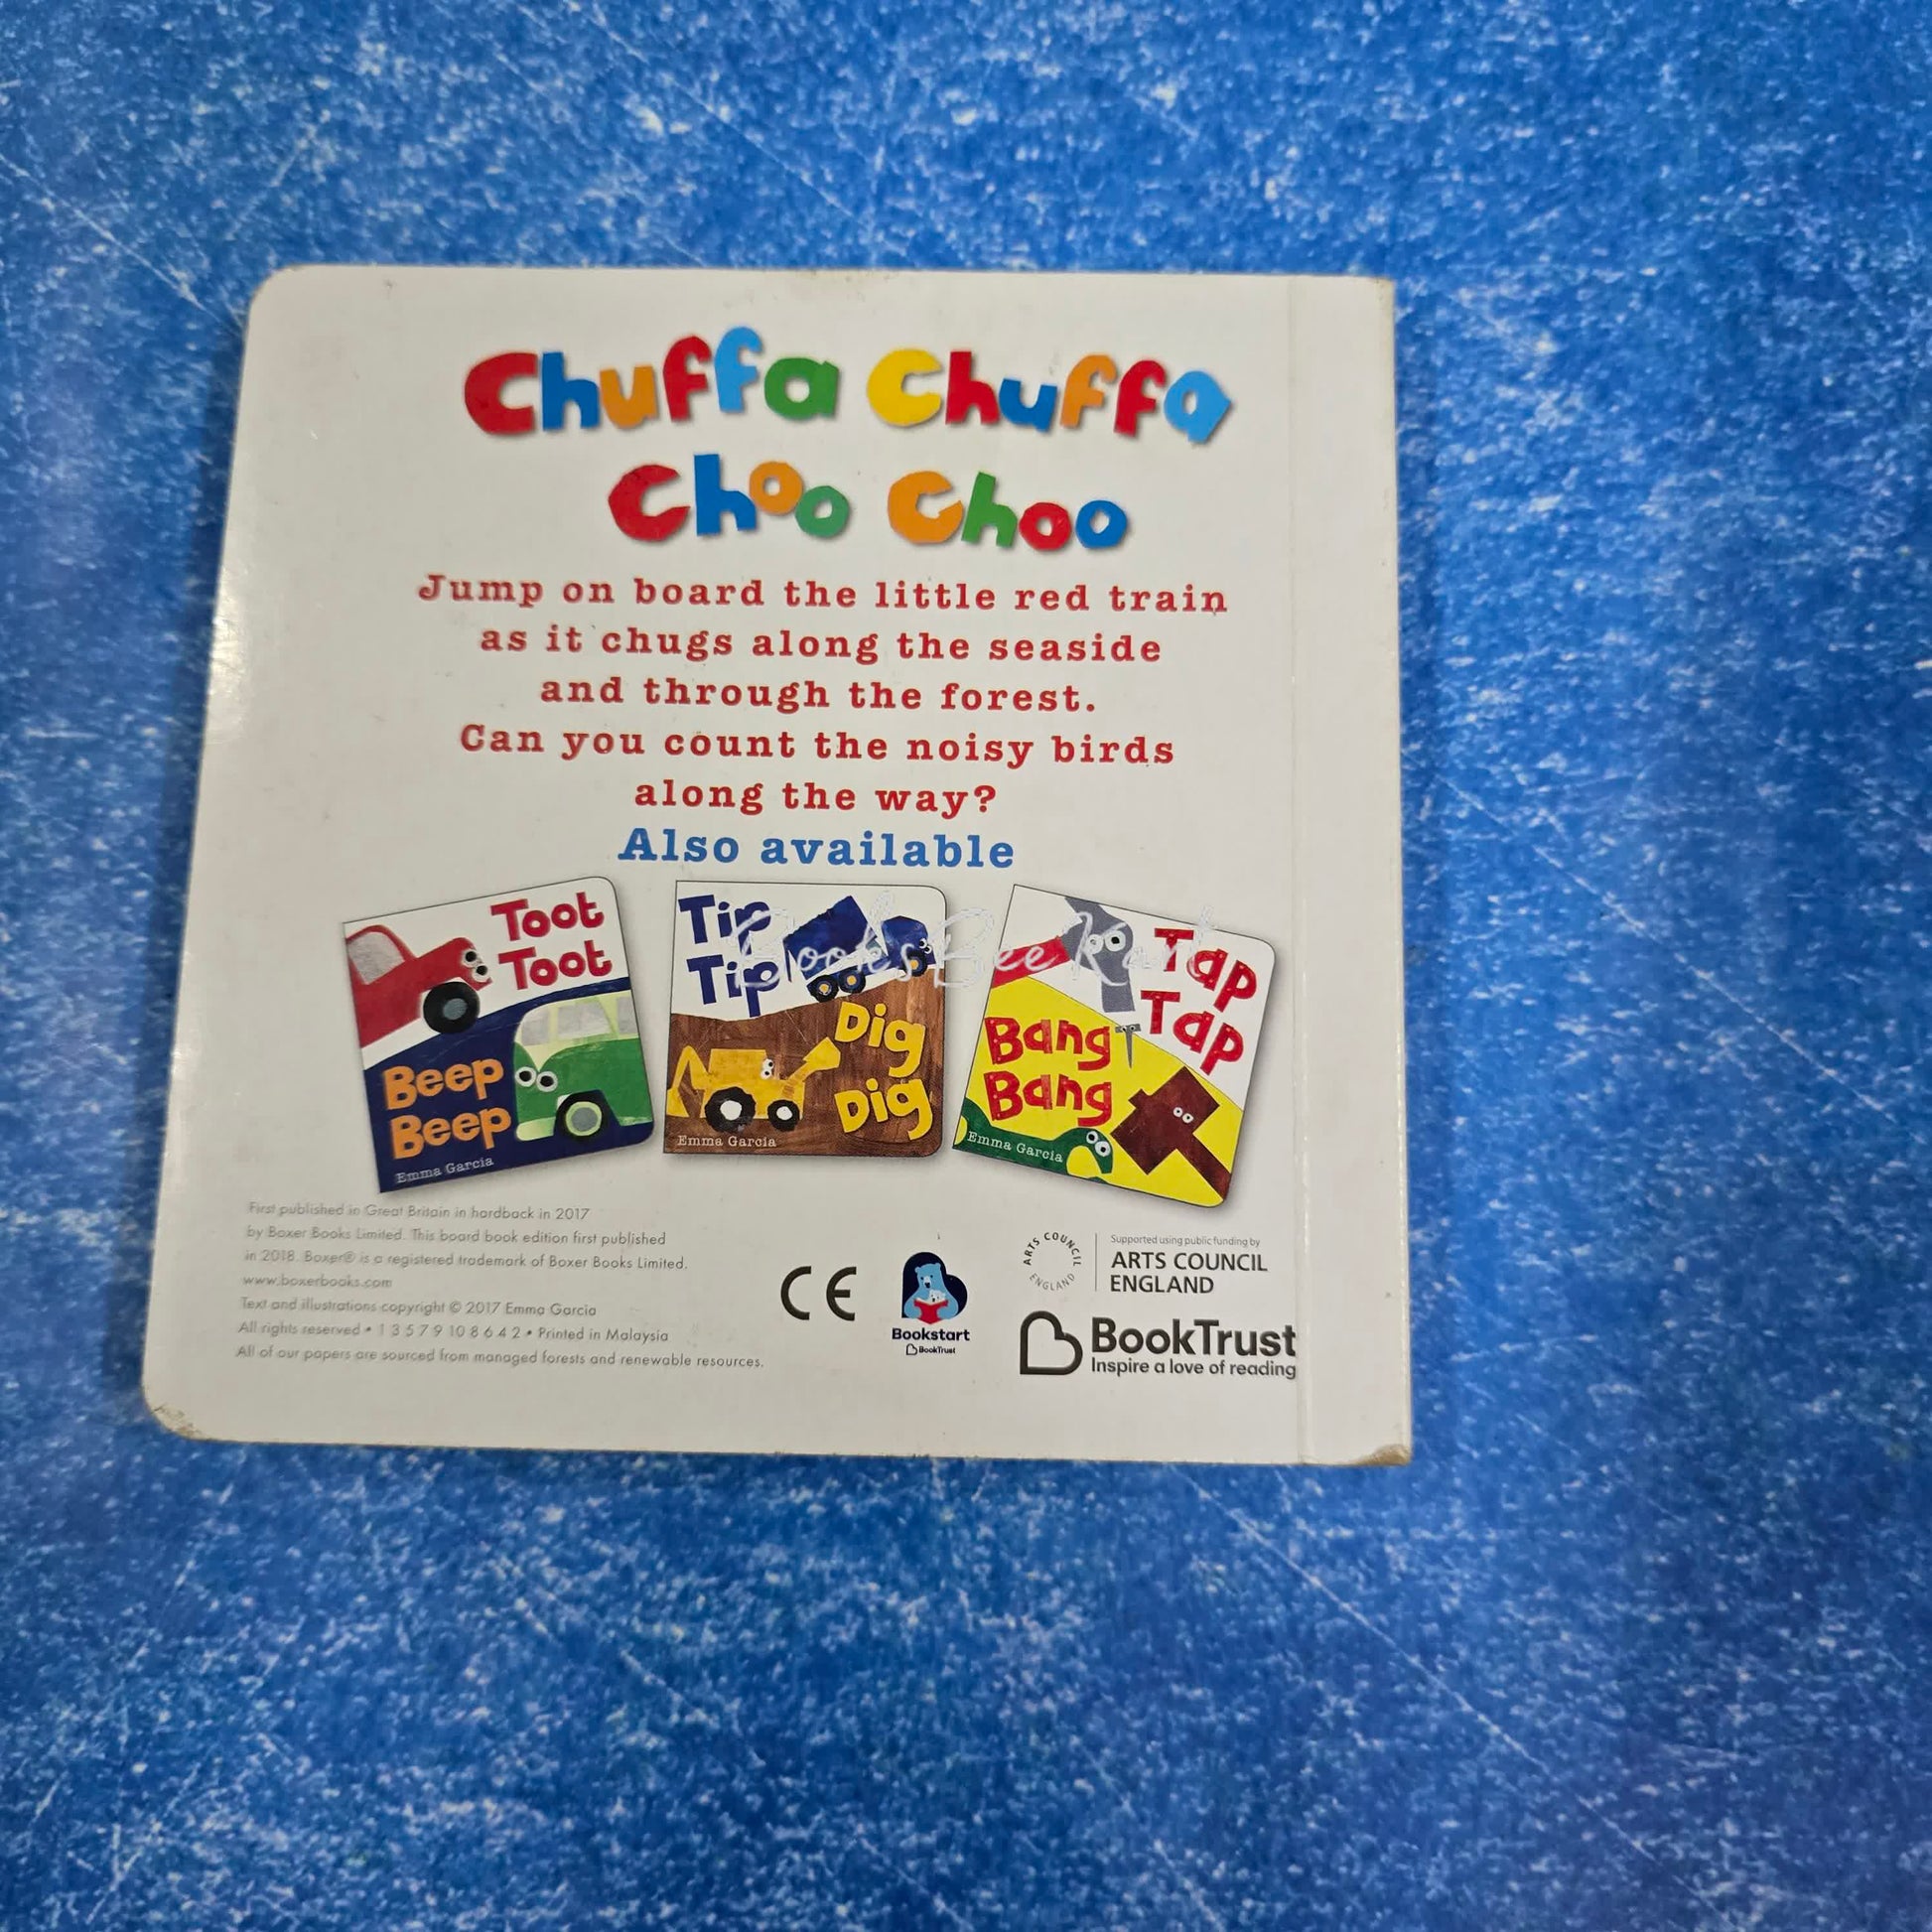 Chuffa Chuffa
Choo Choo
Jump on board the little red train
as it chugs along the seaside
and through the forest.
Can you count the noisy birds
along the way?
Also available
Toot
Toot
Beep
Beep
Emma Garcia
Tip
Tip
Dig
Dig
Emma Garcia
Tap
Tap
Bang
Bang
Emma Garcia
BooksBeeKart
First published in Great Britain in hardback in 2017
by Boxer Books Limited. This board book edition first published
in 2018. Boxer® is a registered trademark of Boxer Books Limited.
www.boxerbooks.com
Text and illustrations copyright © 2017 Emma Garcia
All rights reserved • 1 3 5 7 9 10 8 6 4 2 • Printed in Malaysia
All of our papers are sourced from managed forests and renewable resources.
CE
Bookstart
BookTrust
ARTS COUNCIL
ENGLAND
Supported using public funding by
ARTS COUNCIL
ENGLAND
BookTrust
Inspire a love of reading